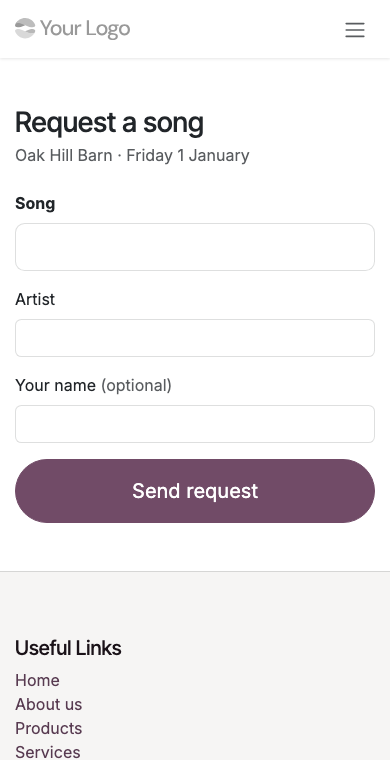 Your Logo
Request a song
Oak Hill Barn · Friday 1 January
Song
Artist
Your name (optional)
Send request
Useful Links
Home
About us
Products
Services